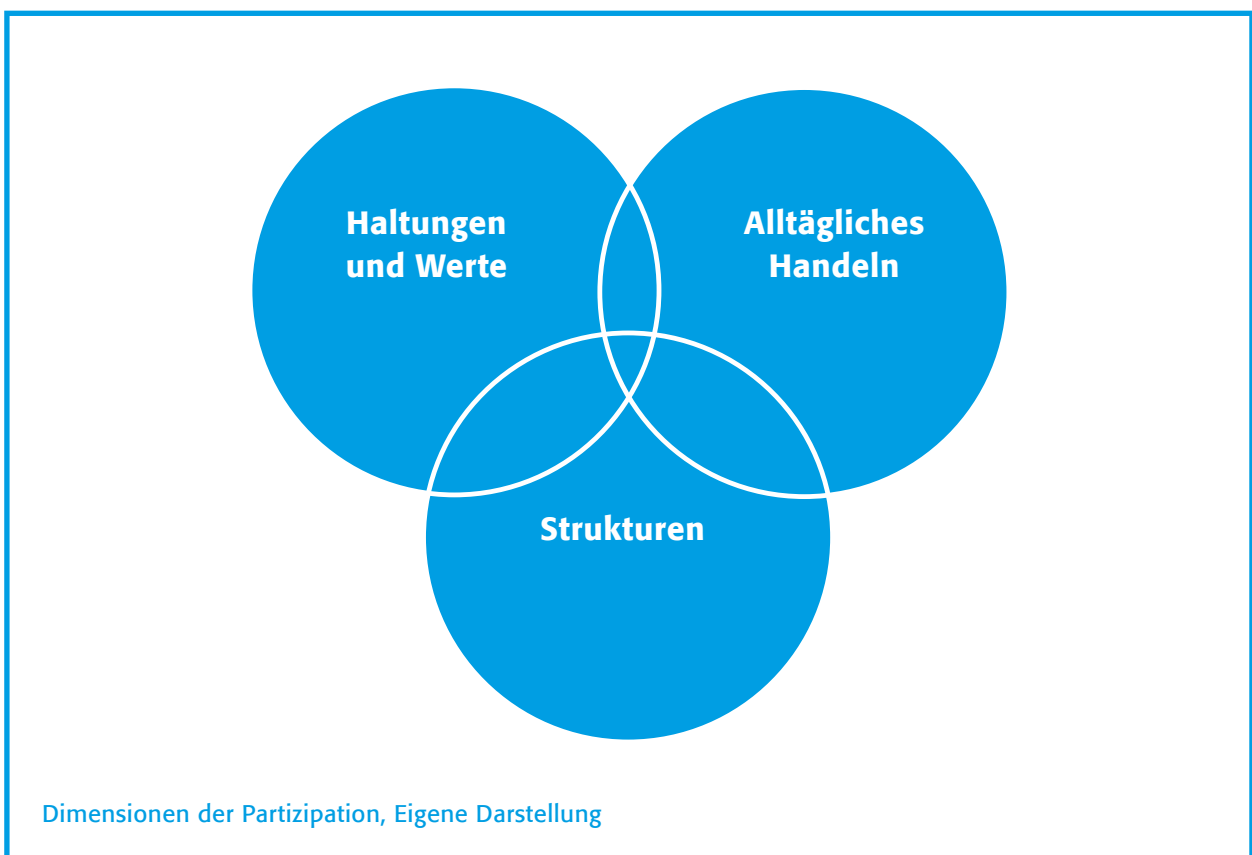 Haltungen
und Werte
Alltägliches
Handeln
Strukturen
Dimensionen der Partizipation, Eigene Darstellung